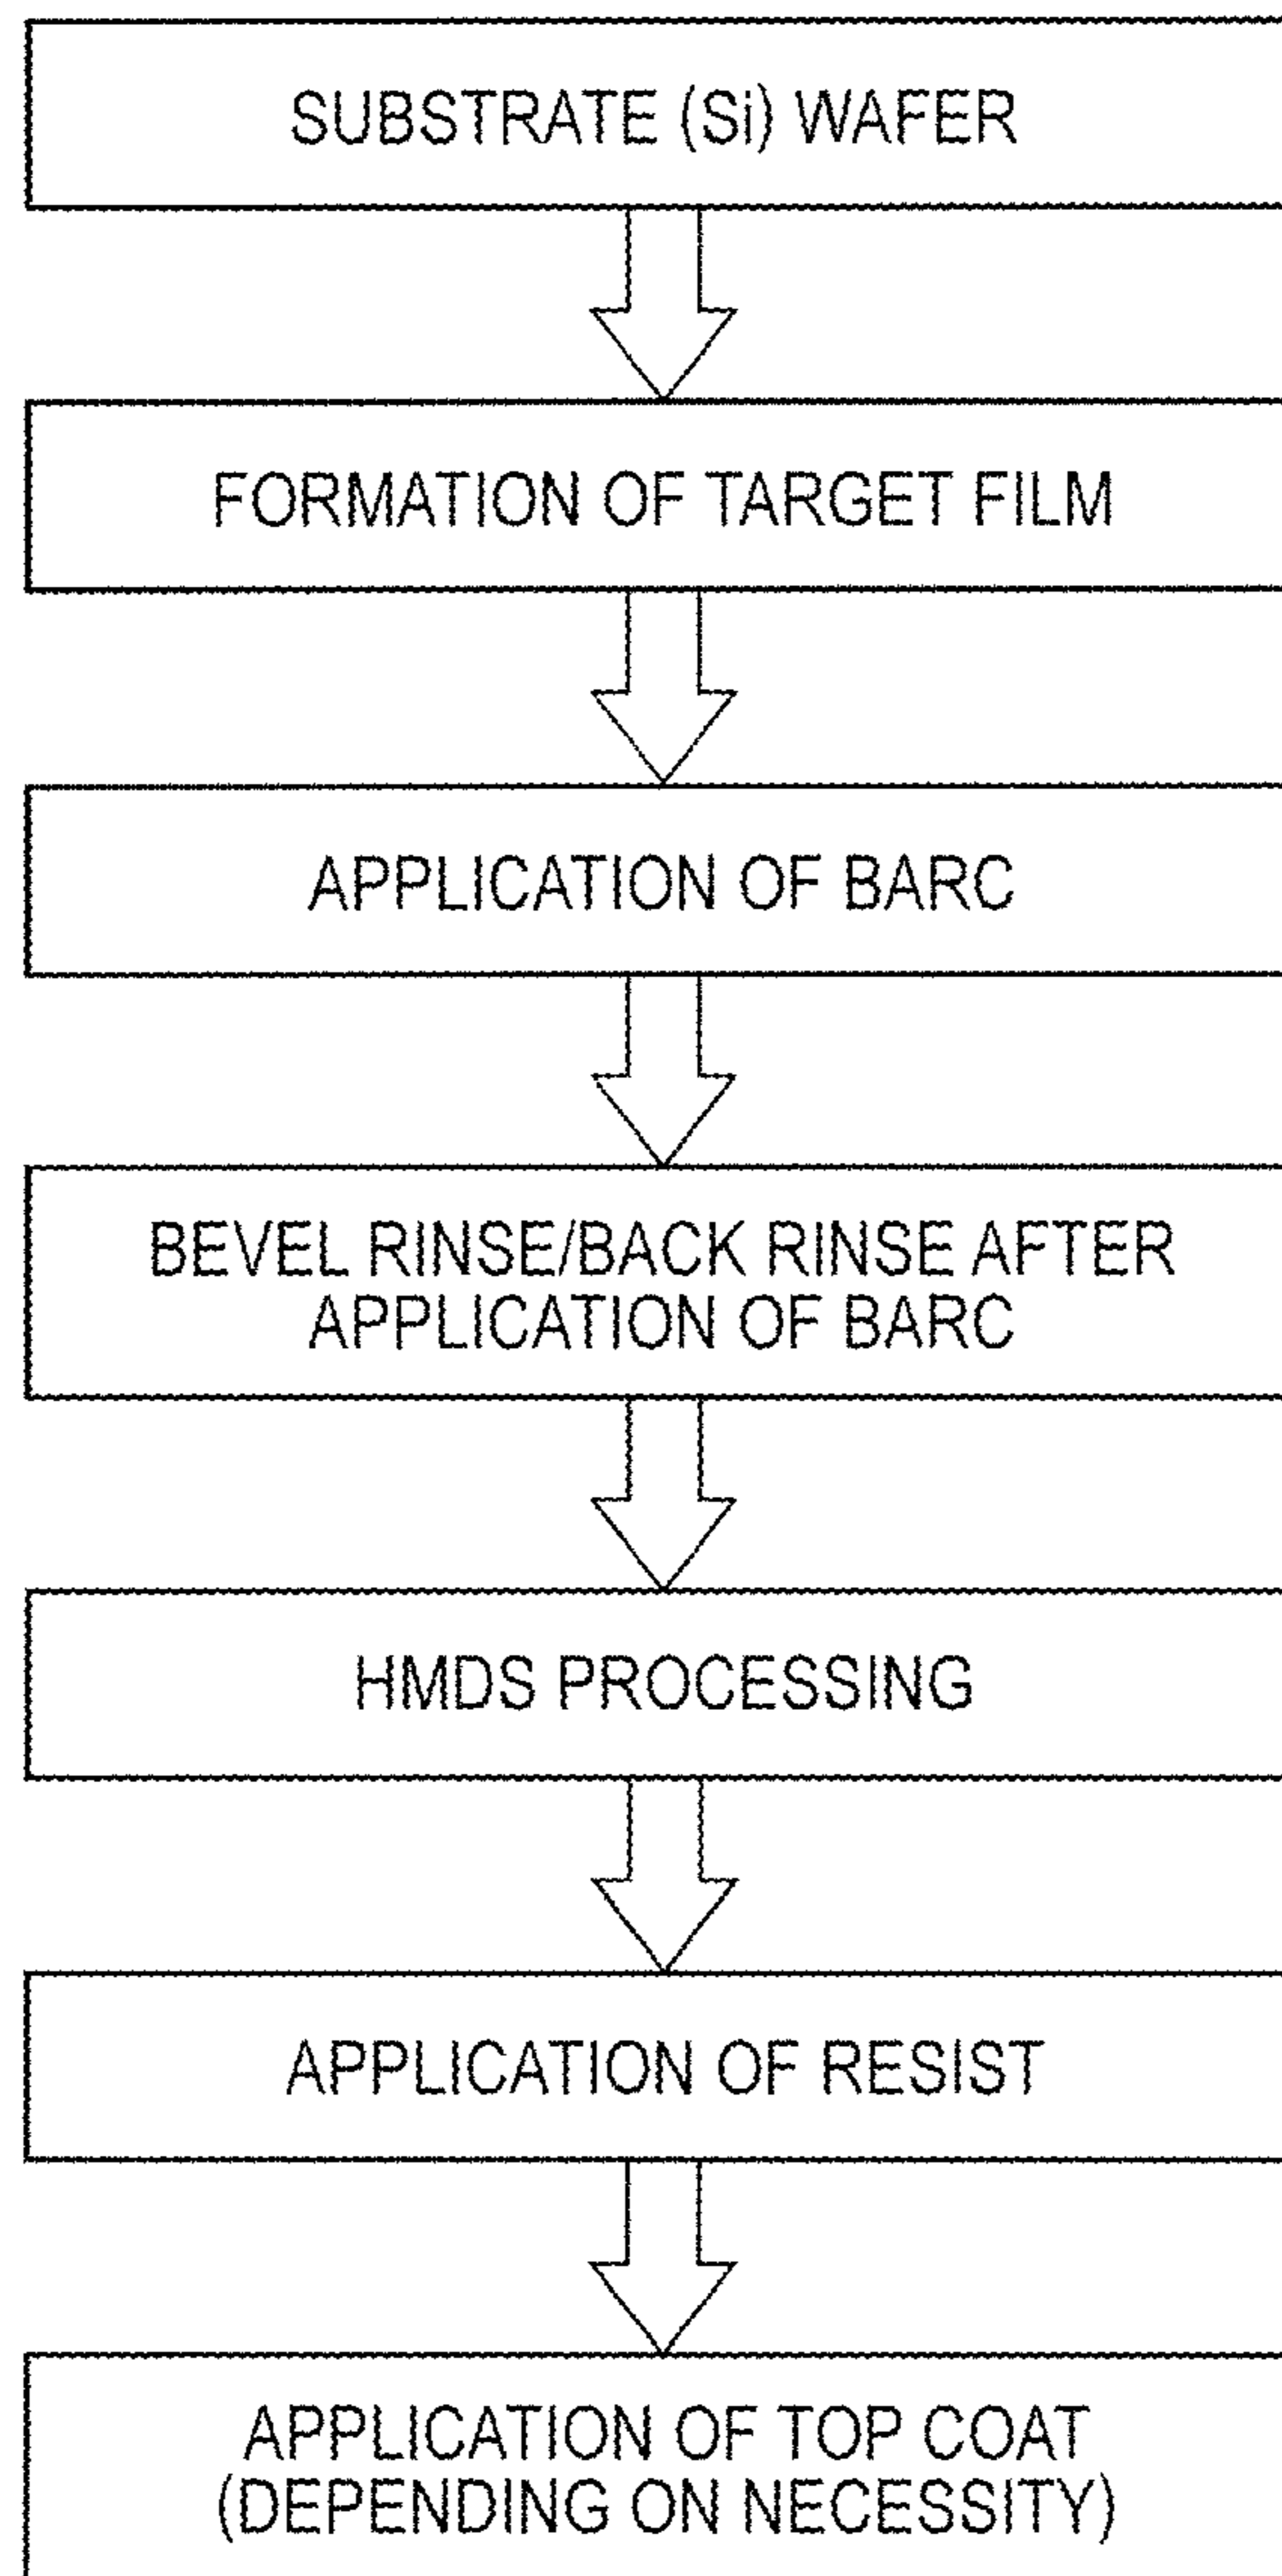 SUBSTRATE (Si) WAFER
FORMATION OF TARGET FILM
APPLICATION OF BARC
BEVEL RINSE/BACK RINSE AFTER
APPLICATION OF BARC
HMDS PROCESSING
APPLICATION OF RESIST
APPLICATION OF TOP COAT
(DEPENDING ON NECESSITY)